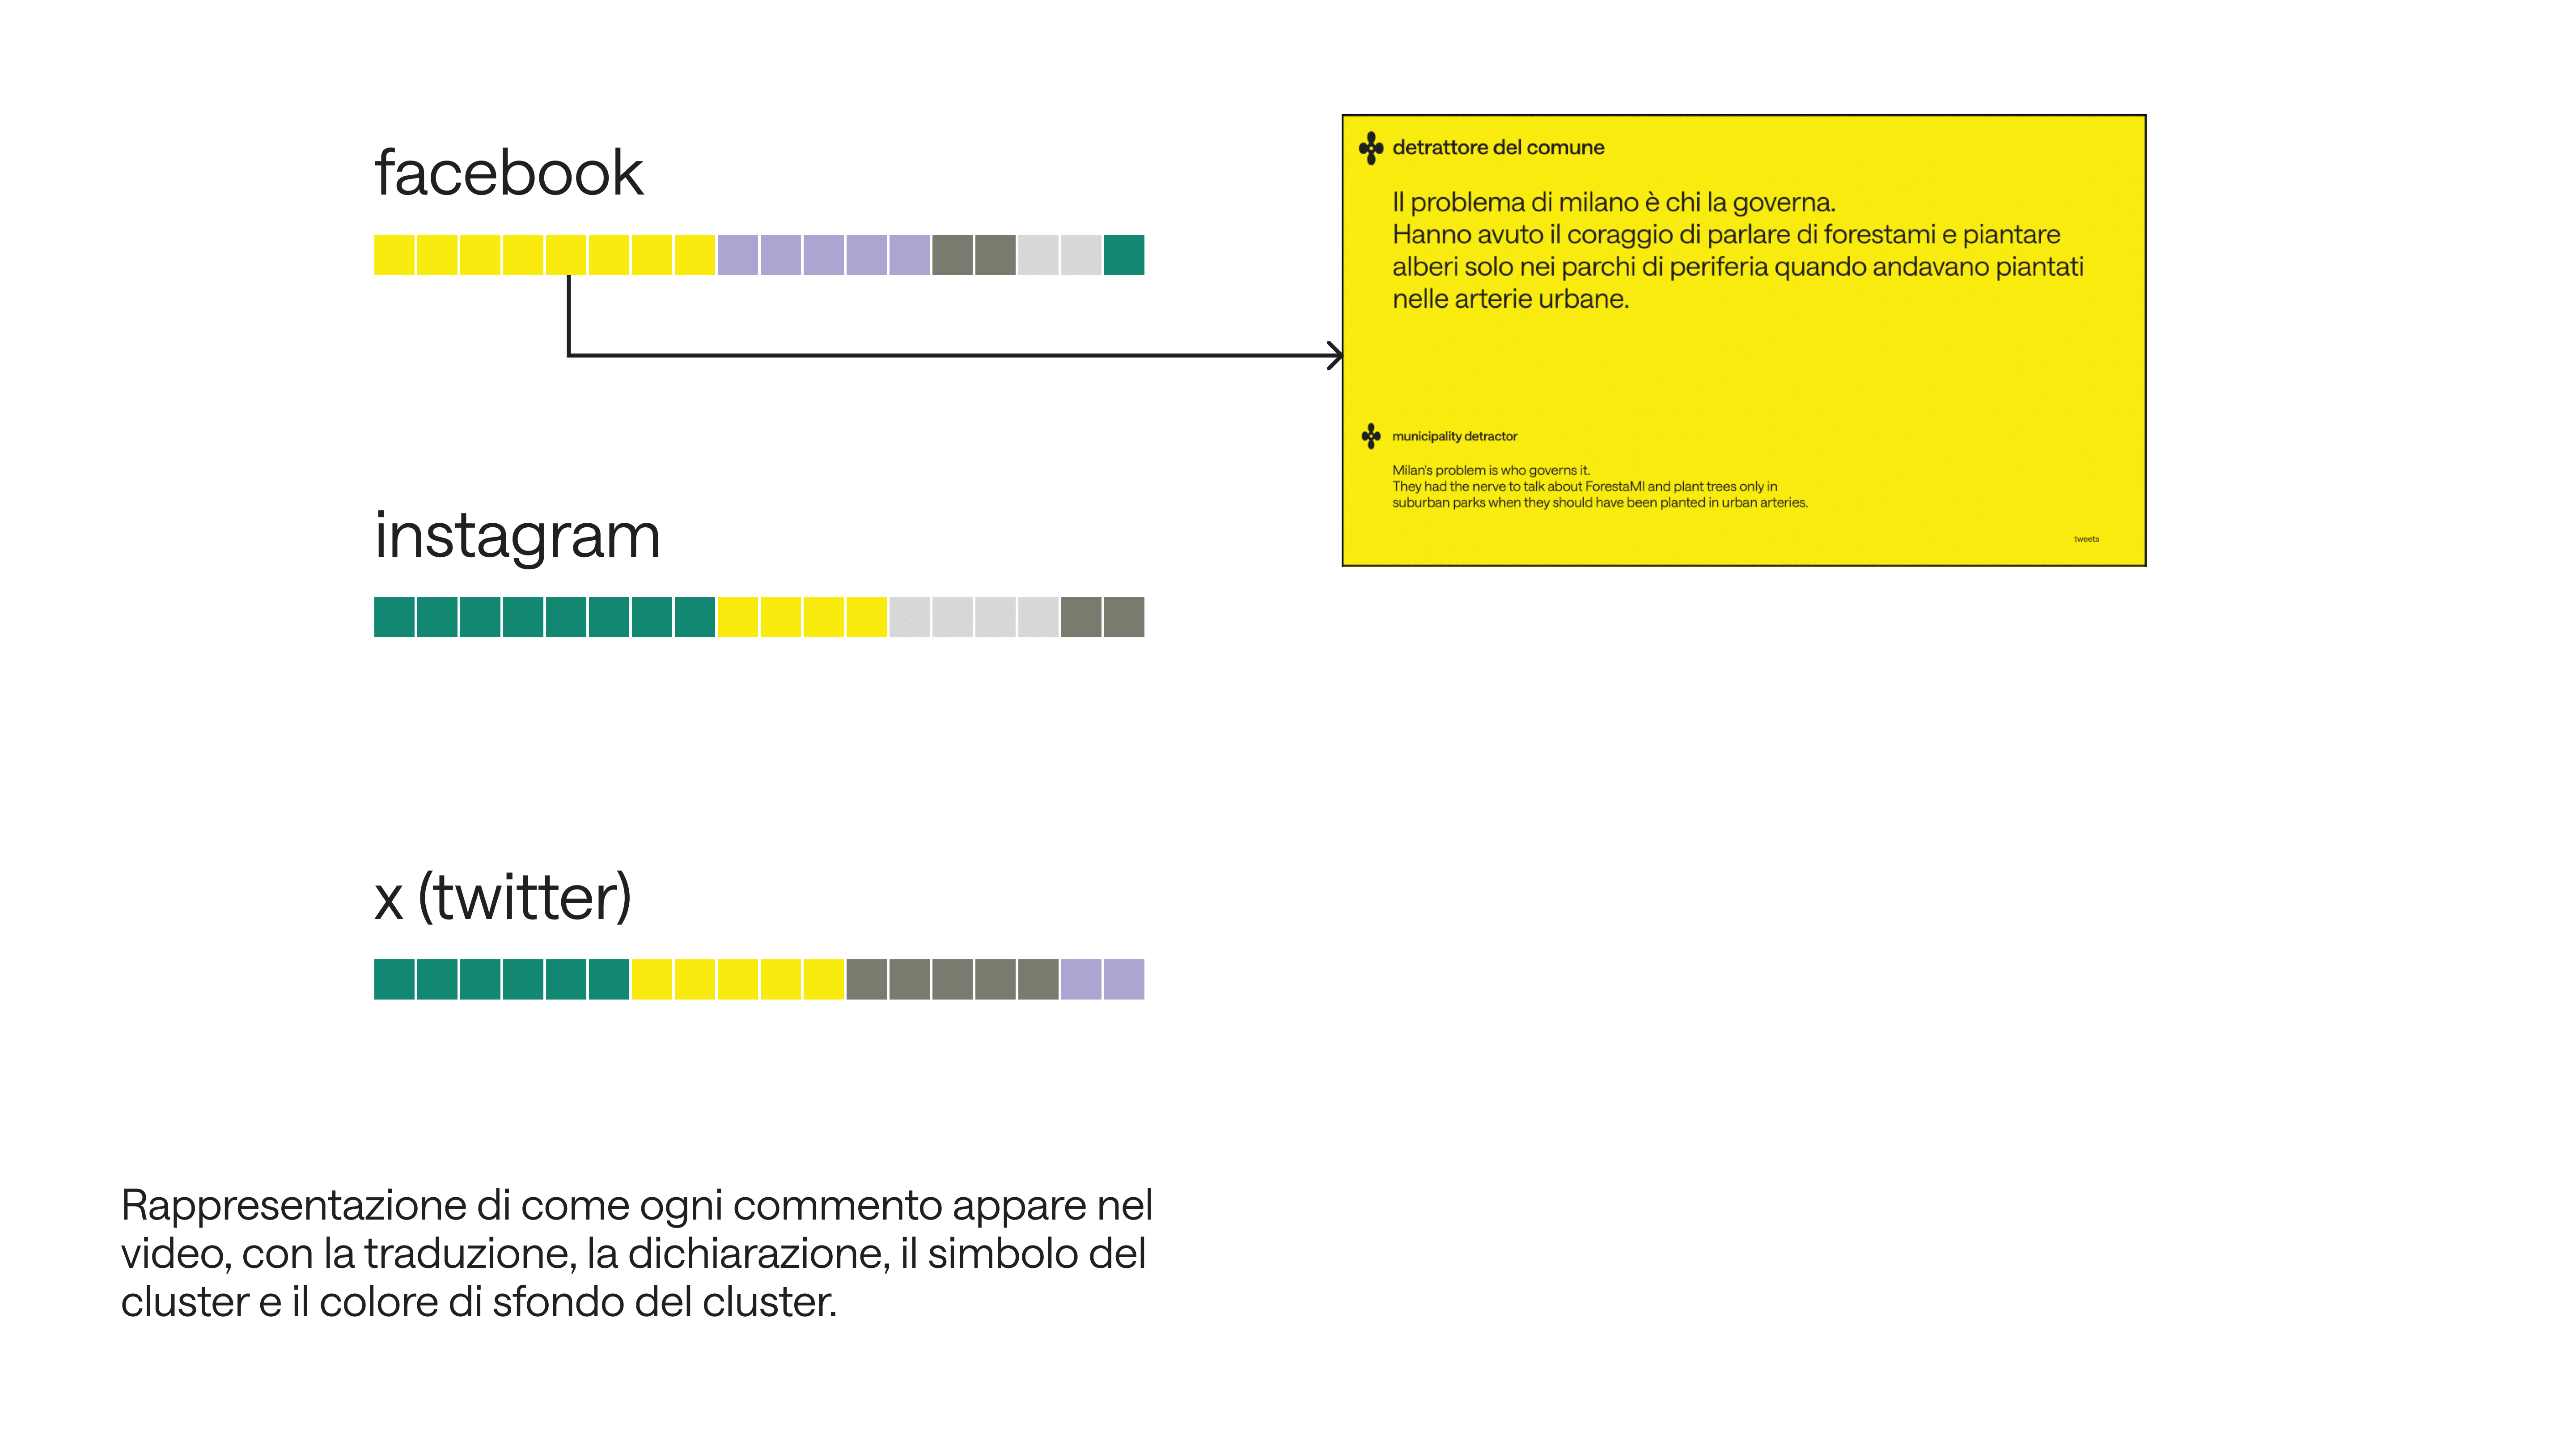 facebook
detrattore del comune
Il problema di milano è chi la governa.
Hanno avuto il coraggio di parlare di forestami e piantare
alberi solo nei parchi di periferia quando andavano piantati
nelle arterie urbane.
municipality detractor
Milan's problem is who governs it.
They had the nerve to talk about ForestaMI and plant trees only in
suburban parks when they should have been planted in urban arteries.
tweets
instagram
x (twitter)
Rappresentazione di come ogni commento appare nel
video, con la traduzione, la dichiarazione, il simbolo del
cluster e il colore di sfondo del cluster.